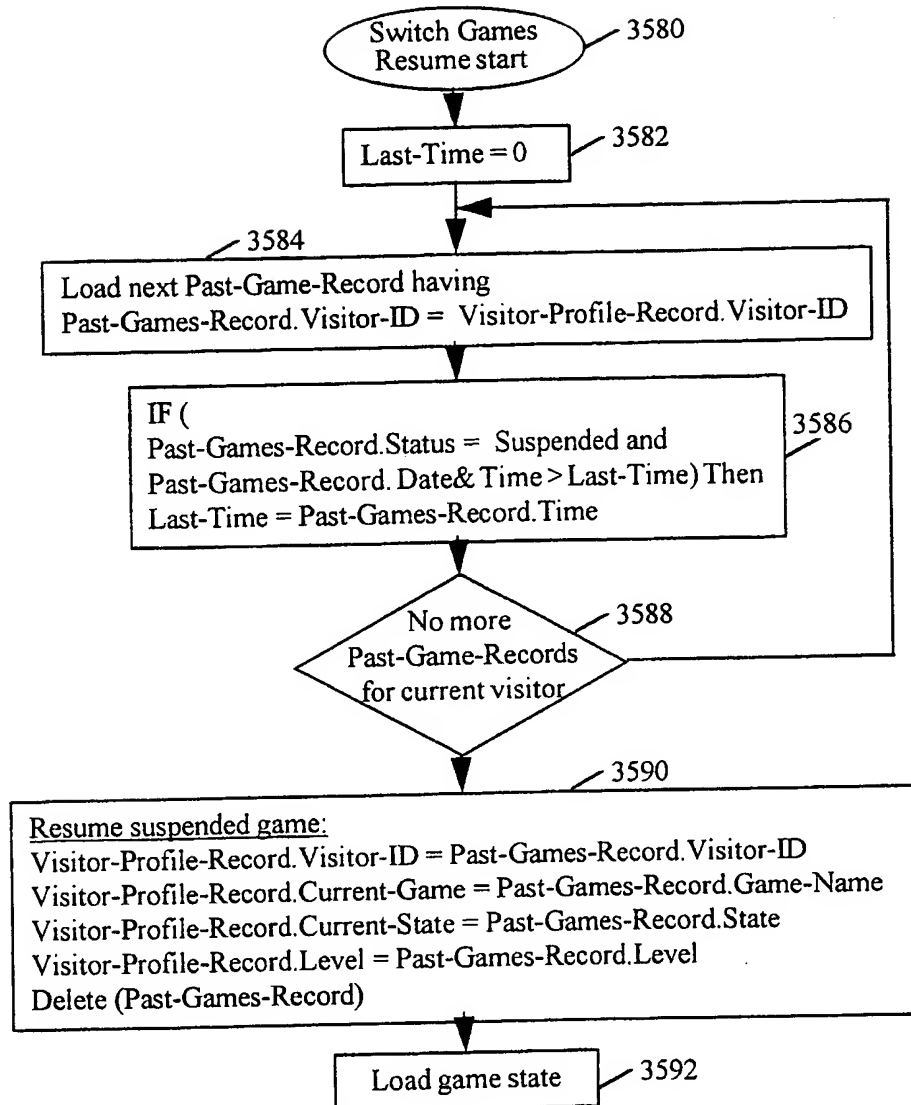 Switch Games
Resume start
3580
Last-Time = 0
3582
3584
Load next Past-Game-Record having
Past-Games-Record.Visitor-ID = Visitor-Profile-Record.Visitor-ID
IF (
Past-Games-Record.Status = Suspended and
Past-Games-Record. Date& Time > Last-Time) Then
Last-Time = Past-Games-Record.Time
3586
No more
Past-Game-Records
for current visitor
3588
3590
Resume suspended game:
Visitor-Profile-Record.Visitor-ID = Past-Games-Record.Visitor-ID
Visitor-Profile-Record.Current-Game = Past-Games-Record.Game-Name
Visitor-Profile-Record.Current-State = Past-Games-Record.State
Visitor-Profile-Record.Level = Past-Games-Record.Level
Delete (Past-Games-Record)
Load game state
3592